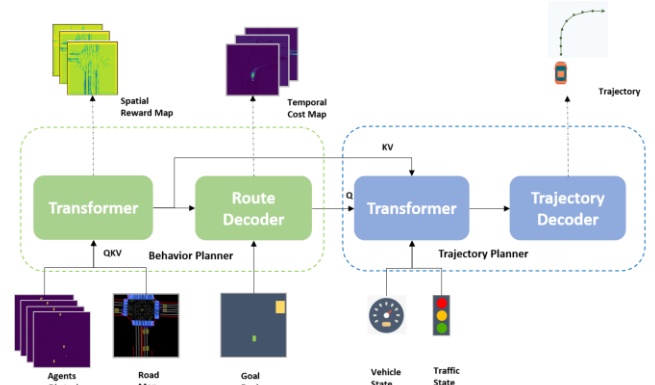 Spatial
Reward Map
Temporal
Cost Map
Trajectory
KV
Transformer
Route
Decoder
Q
Transformer
Trajectory
Decoder
QKV
Behavior Planner
Trajectory Planner
Agents
Road
Goal
Vehicle
State
Traffic
State